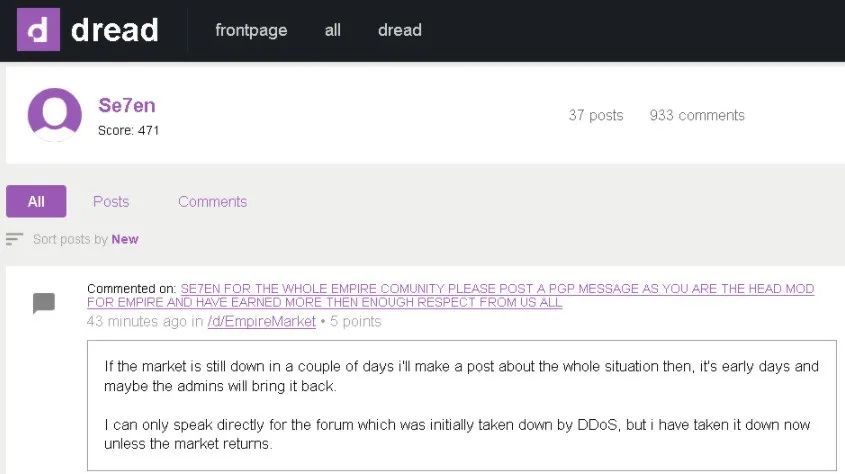 d dread frontpage all dread
Se7en
Score: 471
37 posts 933 comments
All Posts Comments
Sort posts by New
Commented on: SE7EN FOR THE WHOLE EMPIRE COMUNITY PLEASE POST A PGP MESSAGE AS YOU ARE THE HEAD MOD
FOR EMPIRE AND HAVE EARNED MORE THEN ENOUGH RESPECT FROM US ALL
43 minutes ago in /d/EmpireMarket • 5 points
If the market is still down in a couple of days i'll make a post about the whole situation then, it's early days and
maybe the admins will bring it back.
I can only speak directly for the forum which was initially taken down by DDoS, but i have taken it down now
unless the market returns.